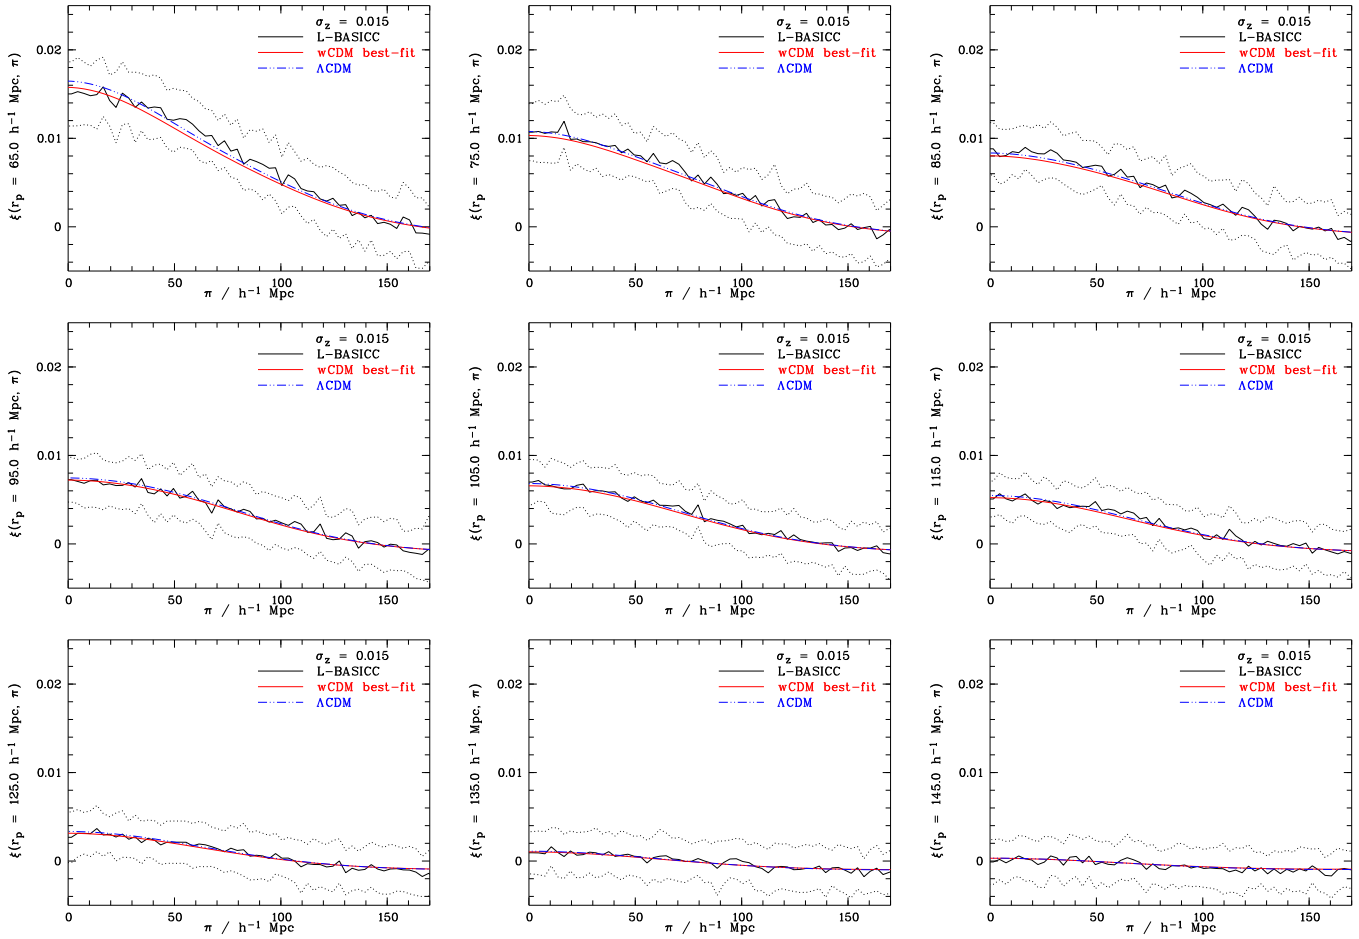 σz = 0.015
L-BASICC
wCDM best-fit
ΛCDM
0.02
0.01
0
ξ(rp = 65.0 h⁻¹ Mpc, π)
0 50 100 150
π / h⁻¹ Mpc
σz = 0.015
L-BASICC
wCDM best-fit
ΛCDM
0.02
0.01
0
ξ(rp = 75.0 h⁻¹ Mpc, π)
0 50 100 150
π / h⁻¹ Mpc
σz = 0.015
L-BASICC
wCDM best-fit
ΛCDM
0.02
0.01
0
ξ(rp = 85.0 h⁻¹ Mpc, π)
0 50 100 150
π / h⁻¹ Mpc
σz = 0.015
L-BASICC
wCDM best-fit
ΛCDM
0.02
0.01
0
ξ(rp = 95.0 h⁻¹ Mpc, π)
0 50 100 150
π / h⁻¹ Mpc
σz = 0.015
L-BASICC
wCDM best-fit
ΛCDM
0.02
0.01
0
ξ(rp = 105.0 h⁻¹ Mpc, π)
0 50 100 150
π / h⁻¹ Mpc
σz = 0.015
L-BASICC
wCDM best-fit
ΛCDM
0.02
0.01
0
ξ(rp = 115.0 h⁻¹ Mpc, π)
0 50 100 150
π / h⁻¹ Mpc
σz = 0.015
L-BASICC
wCDM best-fit
ΛCDM
0.02
0.01
0
ξ(rp = 125.0 h⁻¹ Mpc, π)
0 50 100 150
π / h⁻¹ Mpc
σz = 0.015
L-BASICC
wCDM best-fit
ΛCDM
0.02
0.01
0
ξ(rp = 135.0 h⁻¹ Mpc, π)
0 50 100 150
π / h⁻¹ Mpc
σz = 0.015
L-BASICC
wCDM best-fit
ΛCDM
0.02
0.01
0
ξ(rp = 145.0 h⁻¹ Mpc, π)
0 50 100 150
π / h⁻¹ Mpc